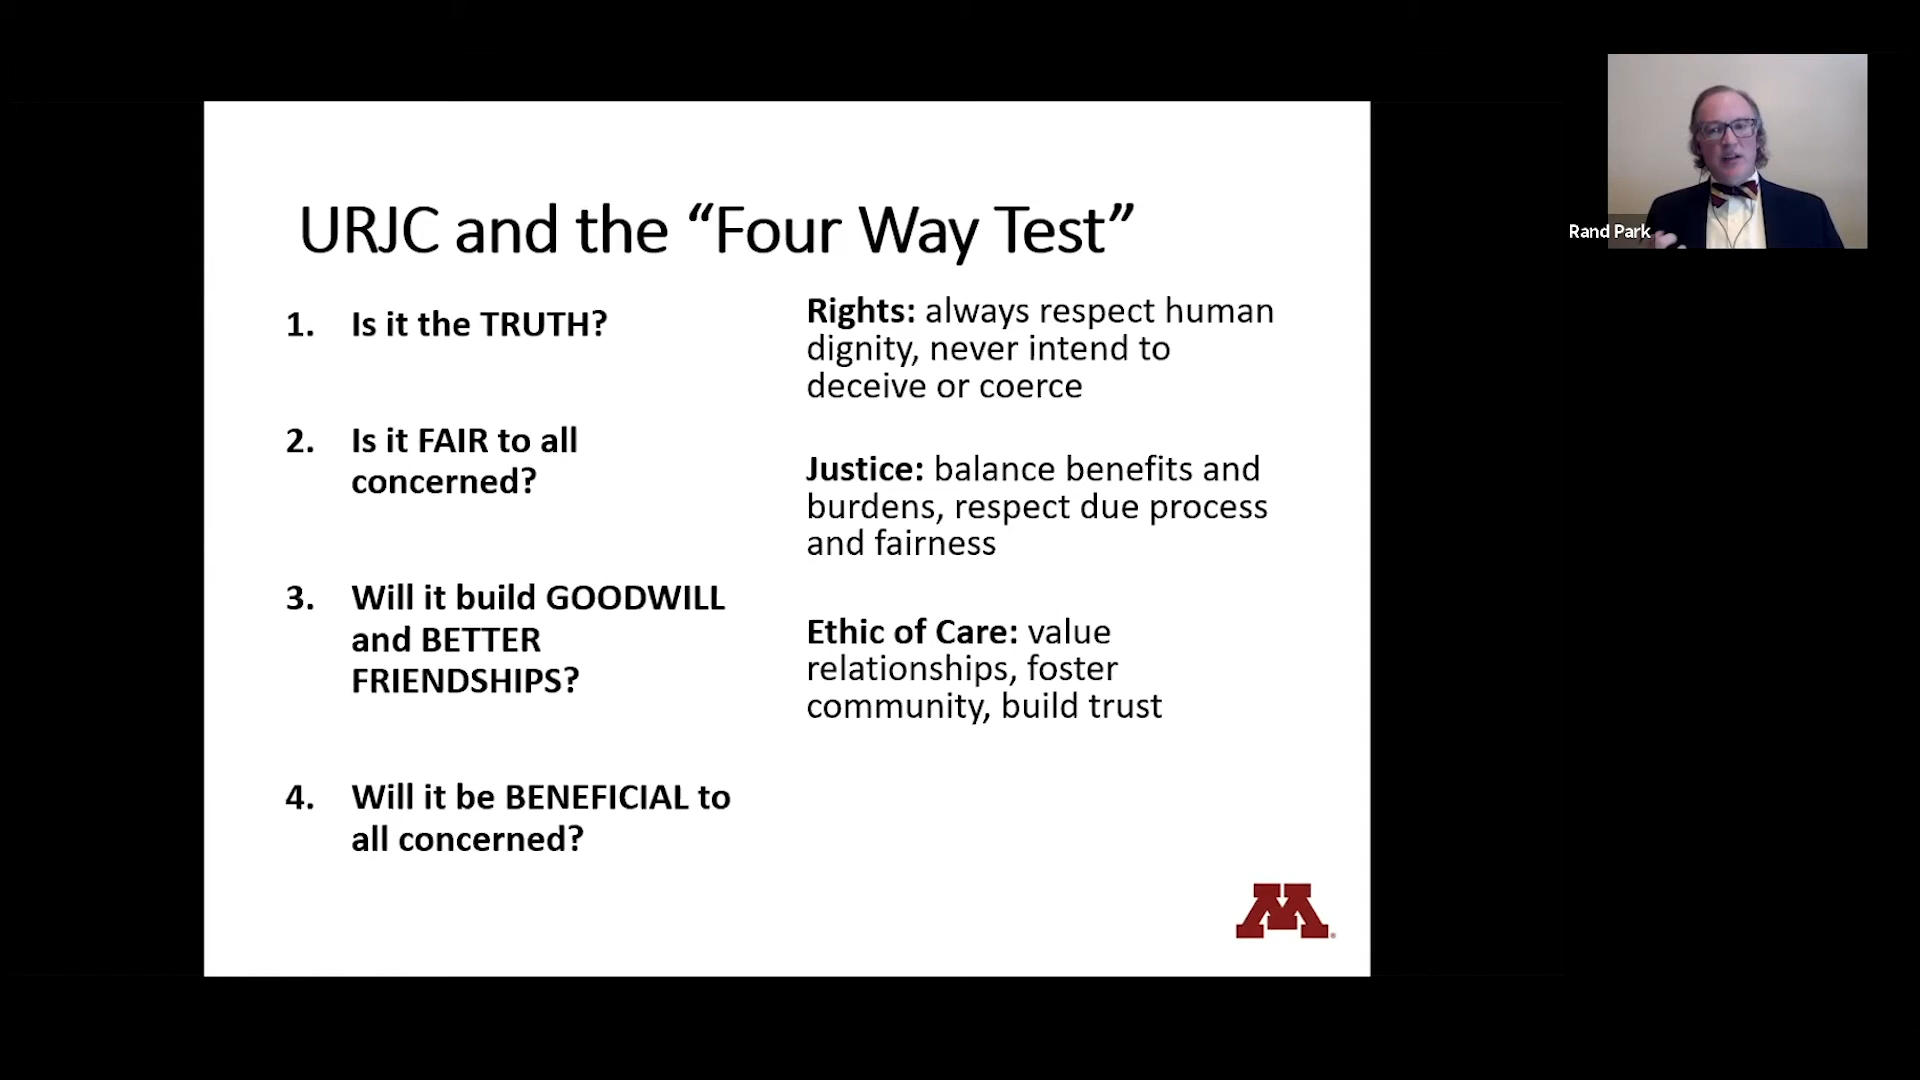 URJC and the “Four Way Test”
1. Is it the TRUTH?
2. Is it FAIR to all
concerned?
3. Will it build GOODWILL
and BETTER
FRIENDSHIPS?
4. Will it be BENEFICIAL to
all concerned?
Rights: always respect human
dignity, never intend to
deceive or coerce
Justice: balance benefits and
burdens, respect due process
and fairness
Ethic of Care: value
relationships, foster
community, build trust
M
Rand Park